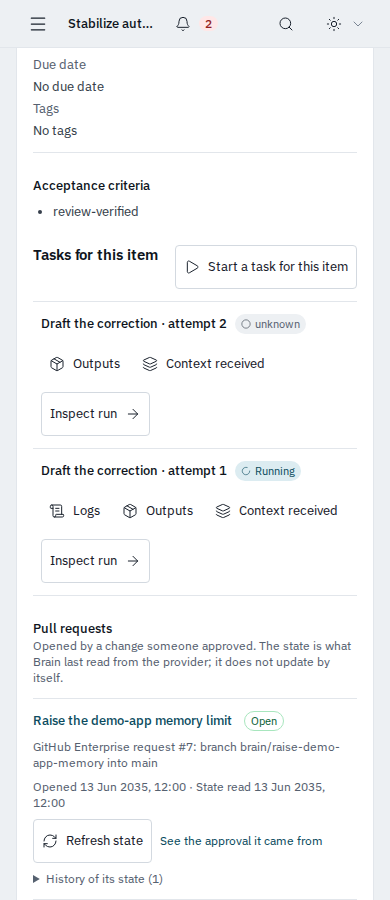 Stabilize aut...
2
Due date
No due date
Tags
No tags
Acceptance criteria
review-verified
Tasks for this item
Start a task for this item
Draft the correction · attempt 2
unknown
Outputs
Context received
Inspect run
Draft the correction · attempt 1
Running
Logs
Outputs
Context received
Inspect run
Pull requests
Opened by a change someone approved. The state is what
Brain last read from the provider; it does not update by
itself.
Raise the demo-app memory limit
Open
GitHub Enterprise request #7: branch brain/raise-demo-
app-memory into main
Opened 13 Jun 2035, 12:00 · State read 13 Jun 2035,
12:00
Refresh state
See the approval it came from
History of its state (1)